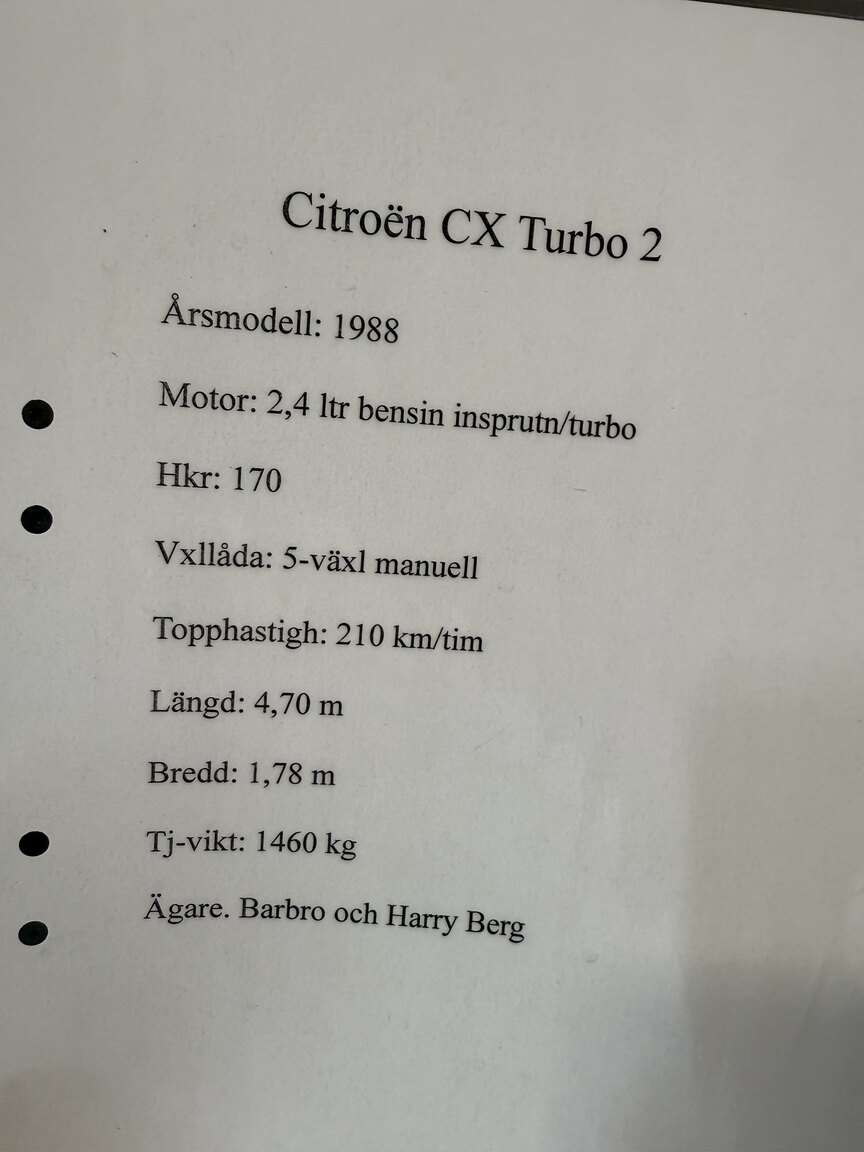 Citroën CX Turbo 2
Årsmodell: 1988
Motor: 2,4 ltr bensin insprutn/turbo
Hkr: 170
Vxllåda: 5-växl manuell
Topphastigh: 210 km/tim
Längd: 4,70 m
Bredd: 1,78 m
Tj-vikt: 1460 kg
Ägare. Barbro och Harry Berg